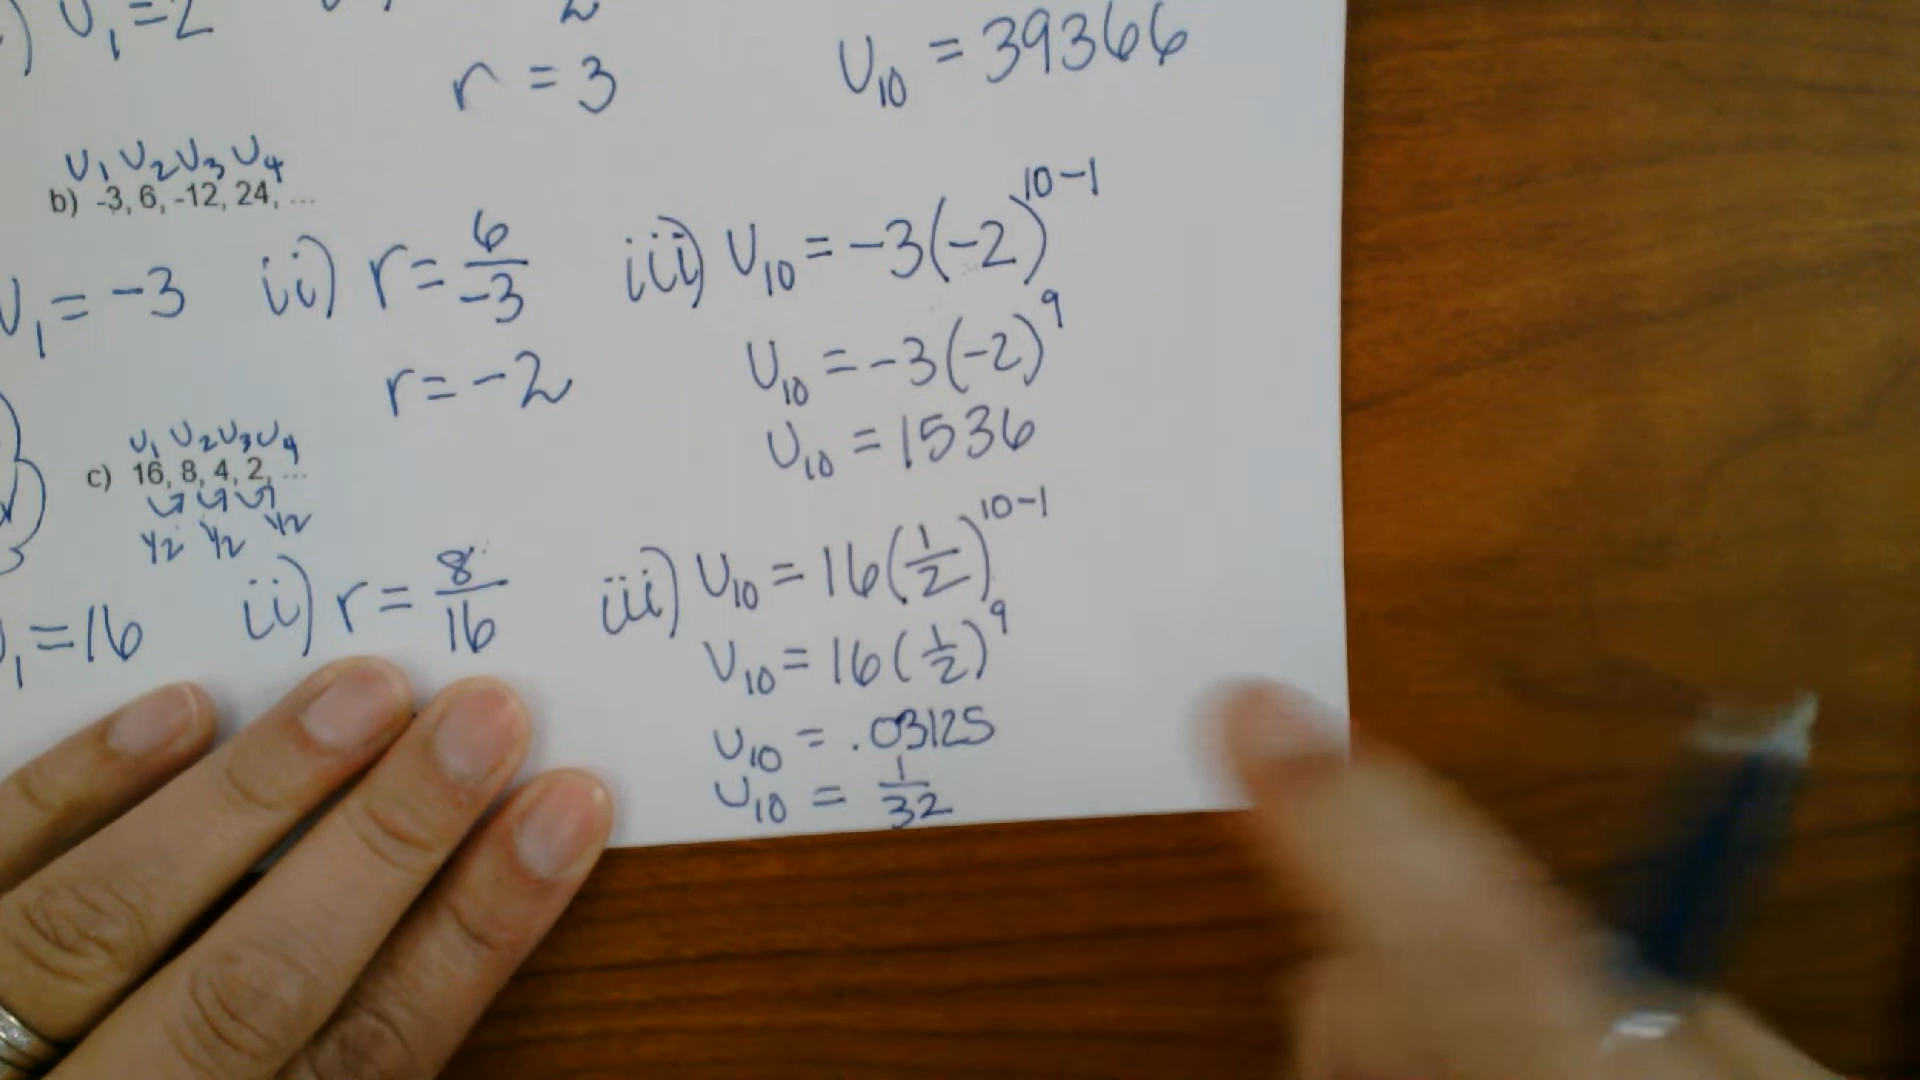 U₁ = 2
r = 3
U₁₀ = 39366
U₁ U₂ U₃ U₄
b) -3, 6, -12, 24, ...
U₁ = -3
ii) r = 6/-3
r = -2
iii) U₁₀ = -3(-2)^(10-1)
U₁₀ = -3(-2)^9
U₁₀ = 1536
U₁ U₂ U₃ U₄
c) 16, 8, 4, 2, ...
1/2 1/2 1/2
U₁ = 16
ii) r = 8/16
iii) U₁₀ = 16(1/2)^(10-1)
U₁₀ = 16(1/2)^9
U₁₀ = .03125
U₁₀ = 1/32